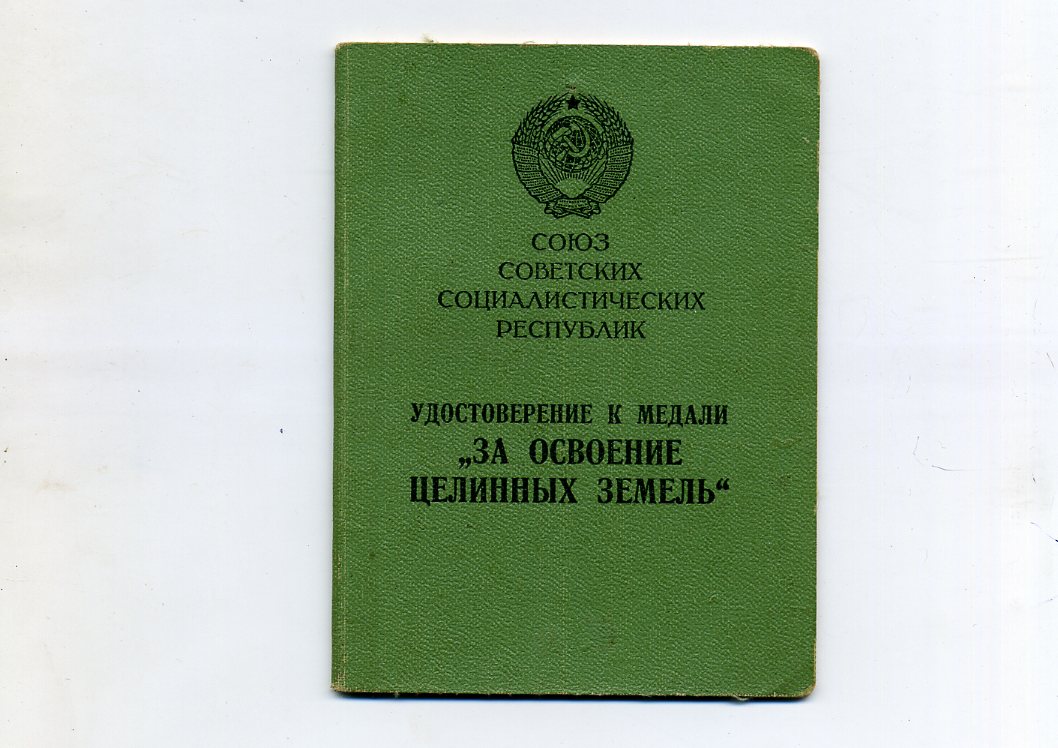 СОЮЗ
СОВЕТСКИХ
СОЦИАЛИСТИЧЕСКИХ
РЕСПУБЛИК
УДОСТОВЕРЕНИЕ К МЕДАЛИ
„ЗА ОСВОЕНИЕ
ЦЕЛИННЫХ ЗЕМЕЛЬ“